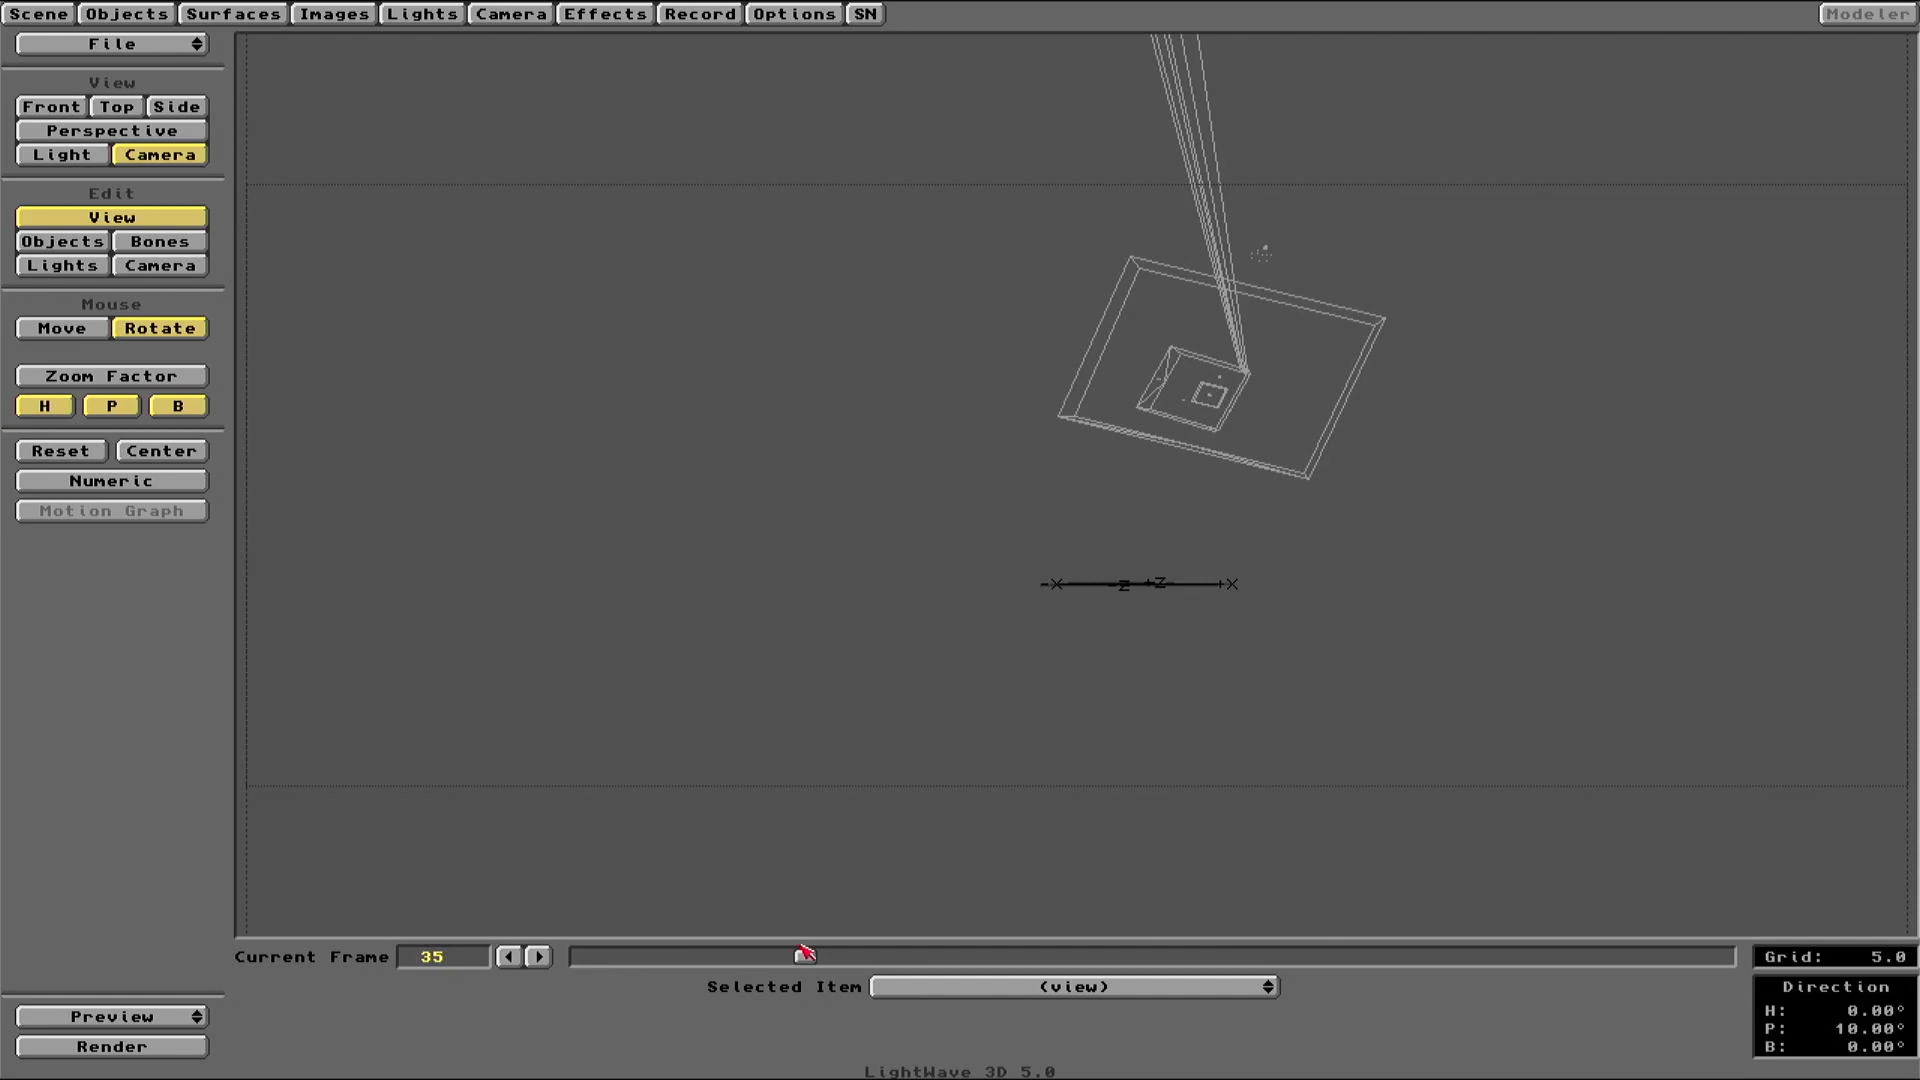 Scene Objects Surfaces Images Lights Camera Effects Record Options SN Modeler
File
View
Front Top Side
Perspective
Light Camera
Edit
View
Objects Bones
Lights Camera
Mouse
Move Rotate
Zoom Factor
H P B
Reset Center
Numeric
Motion Graph
-X -Z +Z +X
Current Frame 35 Grid: 5.0
Selected Item (view) Direction
H: 0.00°
Preview P: 10.00°
Render B: 0.00°
LightWave 3D 5.0